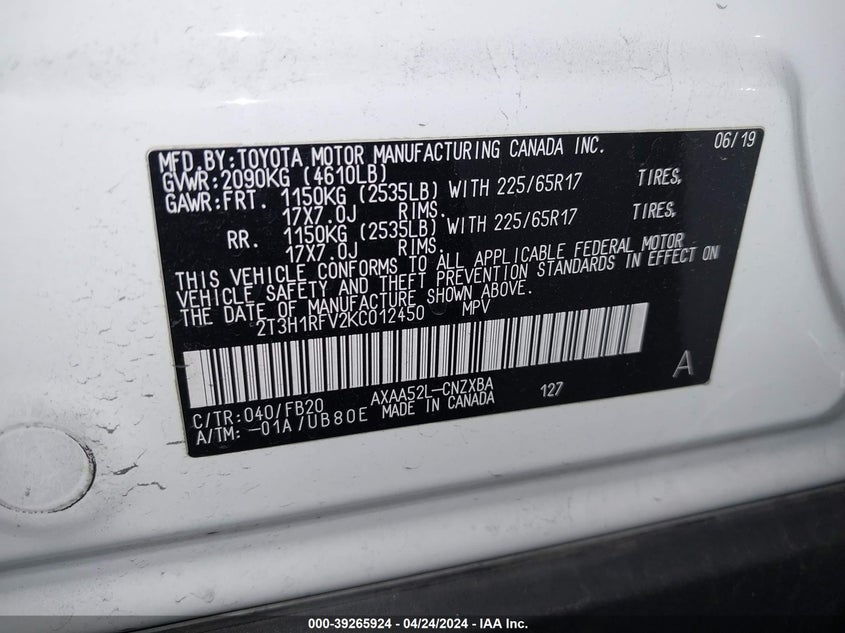 MFD.BY:TOYOTA MOTOR MANUFACTURING CANADA INC. 06/19
GVWR:2090KG (4610LB)
GAWR:FRT. 1150KG (2535LB) WITH 225/65R17 TIRES,
17X7.0J RIMS.
RR. 1150KG (2535LB) WITH 225/65R17 TIRES,
17X7.0J RIMS.
THIS VEHICLE CONFORMS TO ALL APPLICABLE FEDERAL MOTOR
VEHICLE SAFETY AND THEFT PREVENTION STANDARDS IN EFFECT ON
THE DATE OF MANUFACTURE SHOWN ABOVE.
2T3H1RFV2KC012450 MPV
A
C/TR:040/FB20 AXAA52L-CNZXBA 127
A/TM:-01A/UB80E MADE IN CANADA
000-39265924 - 04/24/2024 - IAA Inc.